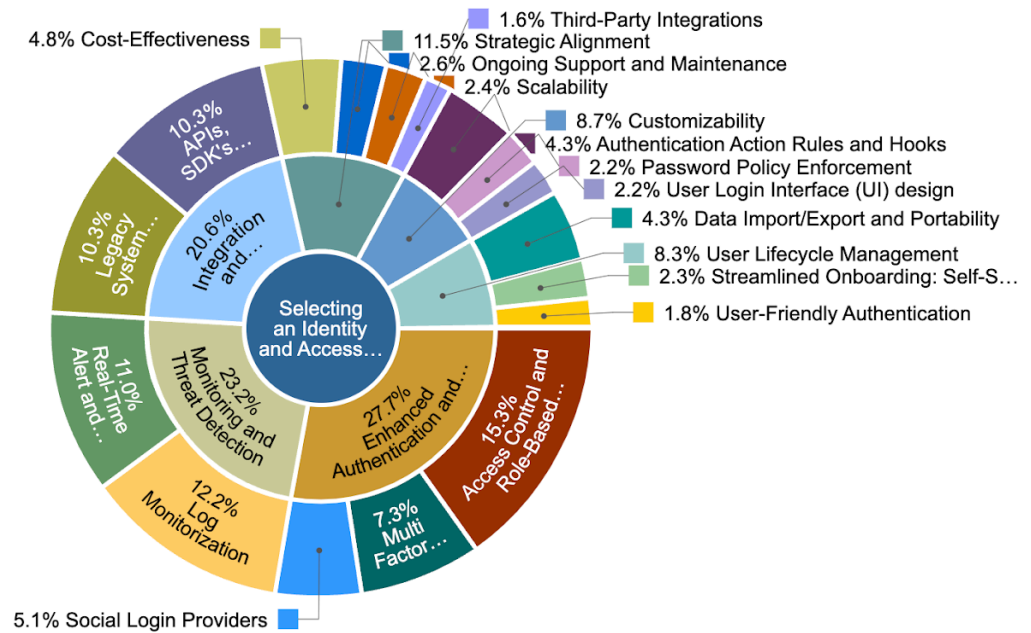 1.6% Third-Party Integrations
4.8% Cost-Effectiveness
11.5% Strategic Alignment
2.6% Ongoing Support and Maintenance
2.4% Scalability
8.7% Customizability
4.3% Authentication Action Rules and Hooks
2.2% Password Policy Enforcement
2.2% User Login Interface (UI) design
4.3% Data Import/Export and Portability
8.3% User Lifecycle Management
2.3% Streamlined Onboarding: Self-S...
1.8% User-Friendly Authentication
10.3%
APIs,
SDK's...
10.3%
Legacy
System...
20.6%
Integration
and...
Selecting
an Identity
and Access...
11.0%
Real-Time
Alert and...
23.2%
Monitoring and
Threat Detection
27.7%
Enhanced
Authentication and...
15.3%
Access Control and
Role-Based...
12.2%
Log
Monitorization
7.3%
Multi
Factor...
5.1% Social Login Providers